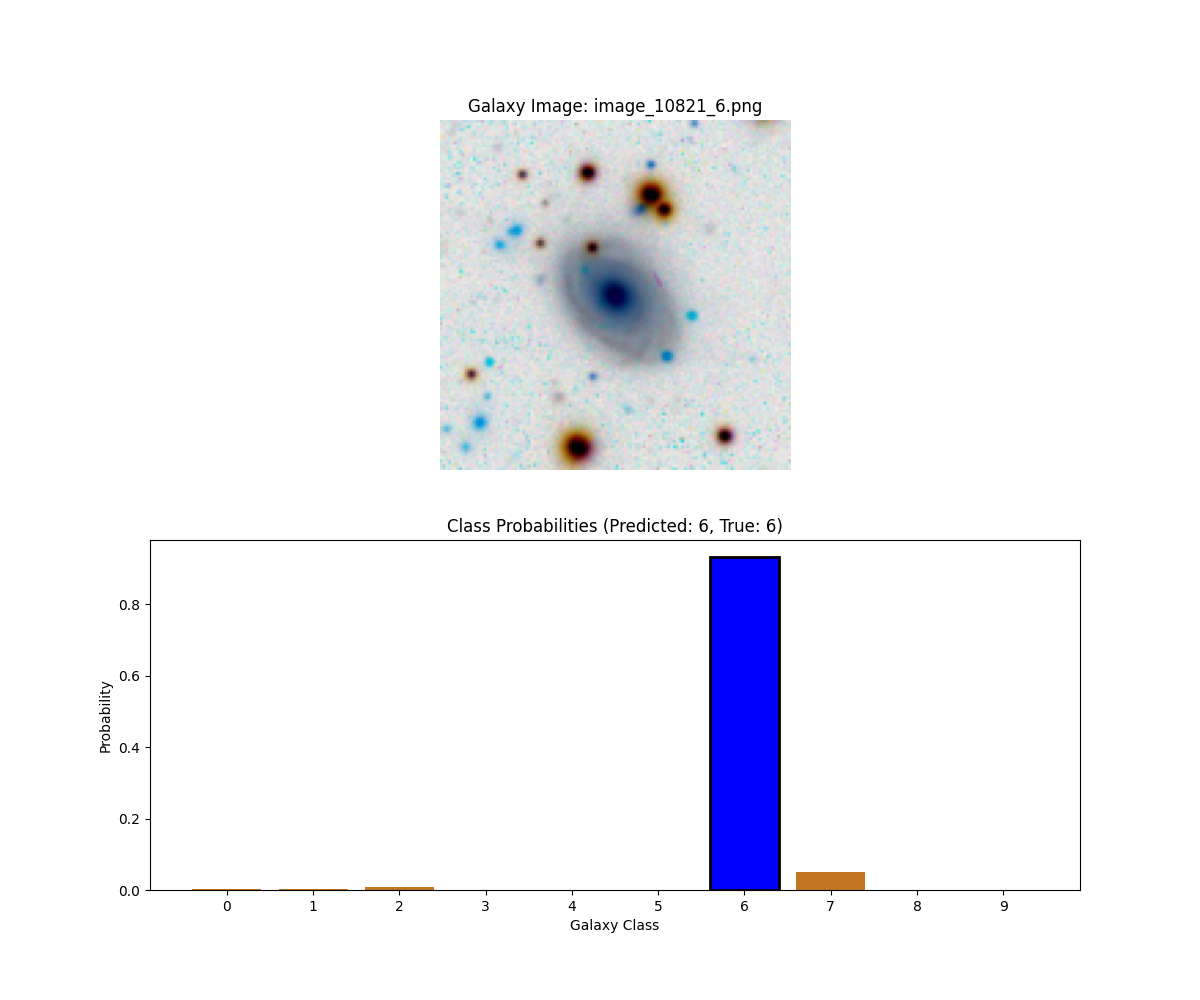 Galaxy Image: image_10821_6.png
Class Probabilities (Predicted: 6, True: 6)
Probability
0.8
0.6
0.4
0.2
0.0
0 1 2 3 4 5 6 7 8 9
Galaxy Class